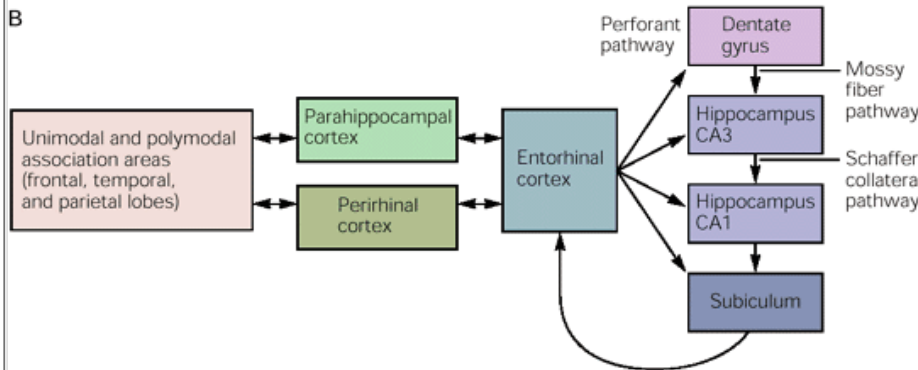 B
Unimodal and polymodal
association areas
(frontal, temporal,
and parietal lobes)
Parahippocampal
cortex
Perirhinal
cortex
Entorhinal
cortex
Perforant
pathway
Dentate
gyrus
Mossy
fiber
pathway
Hippocampus
CA3
Schaffer
collateral
pathway
Hippocampus
CA1
Subiculum